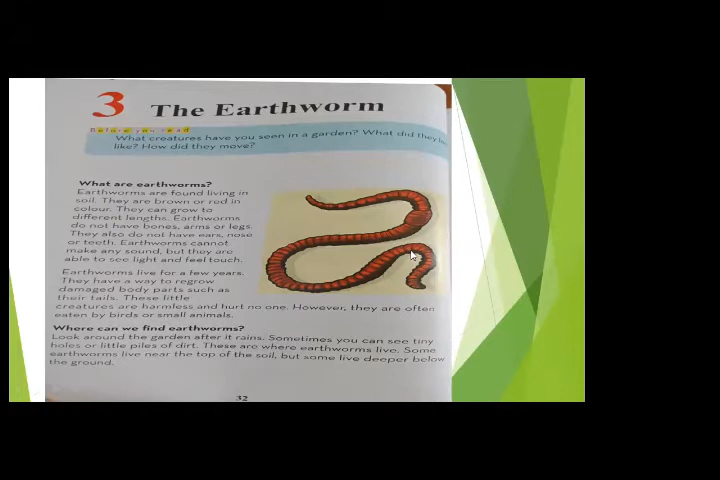 3 The Earthworm
Before you read
What creatures have you seen in a garden? What did they
like? How did they move?
What are earthworms?
Earthworms are found living in
soil. They are brown or red in
colour. They can grow to
different lengths. Earthworms
do not have bones, arms or legs.
They also do not have ears, nose
or teeth. Earthworms cannot
make any sound, but they are
able to see light and feel touch.
Earthworms live for a few years.
They have a way to regrow
damaged body parts such as
their tails. These little
creatures are harmless and hurt no one. However, they are often
eaten by birds or small animals.
Where can we find earthworms?
Look around the garden after it rains. Sometimes you can see tiny
holes or little piles of dirt. These are where earthworms live. Some
earthworms live near the top of the soil, but some live deeper below
the ground.
32